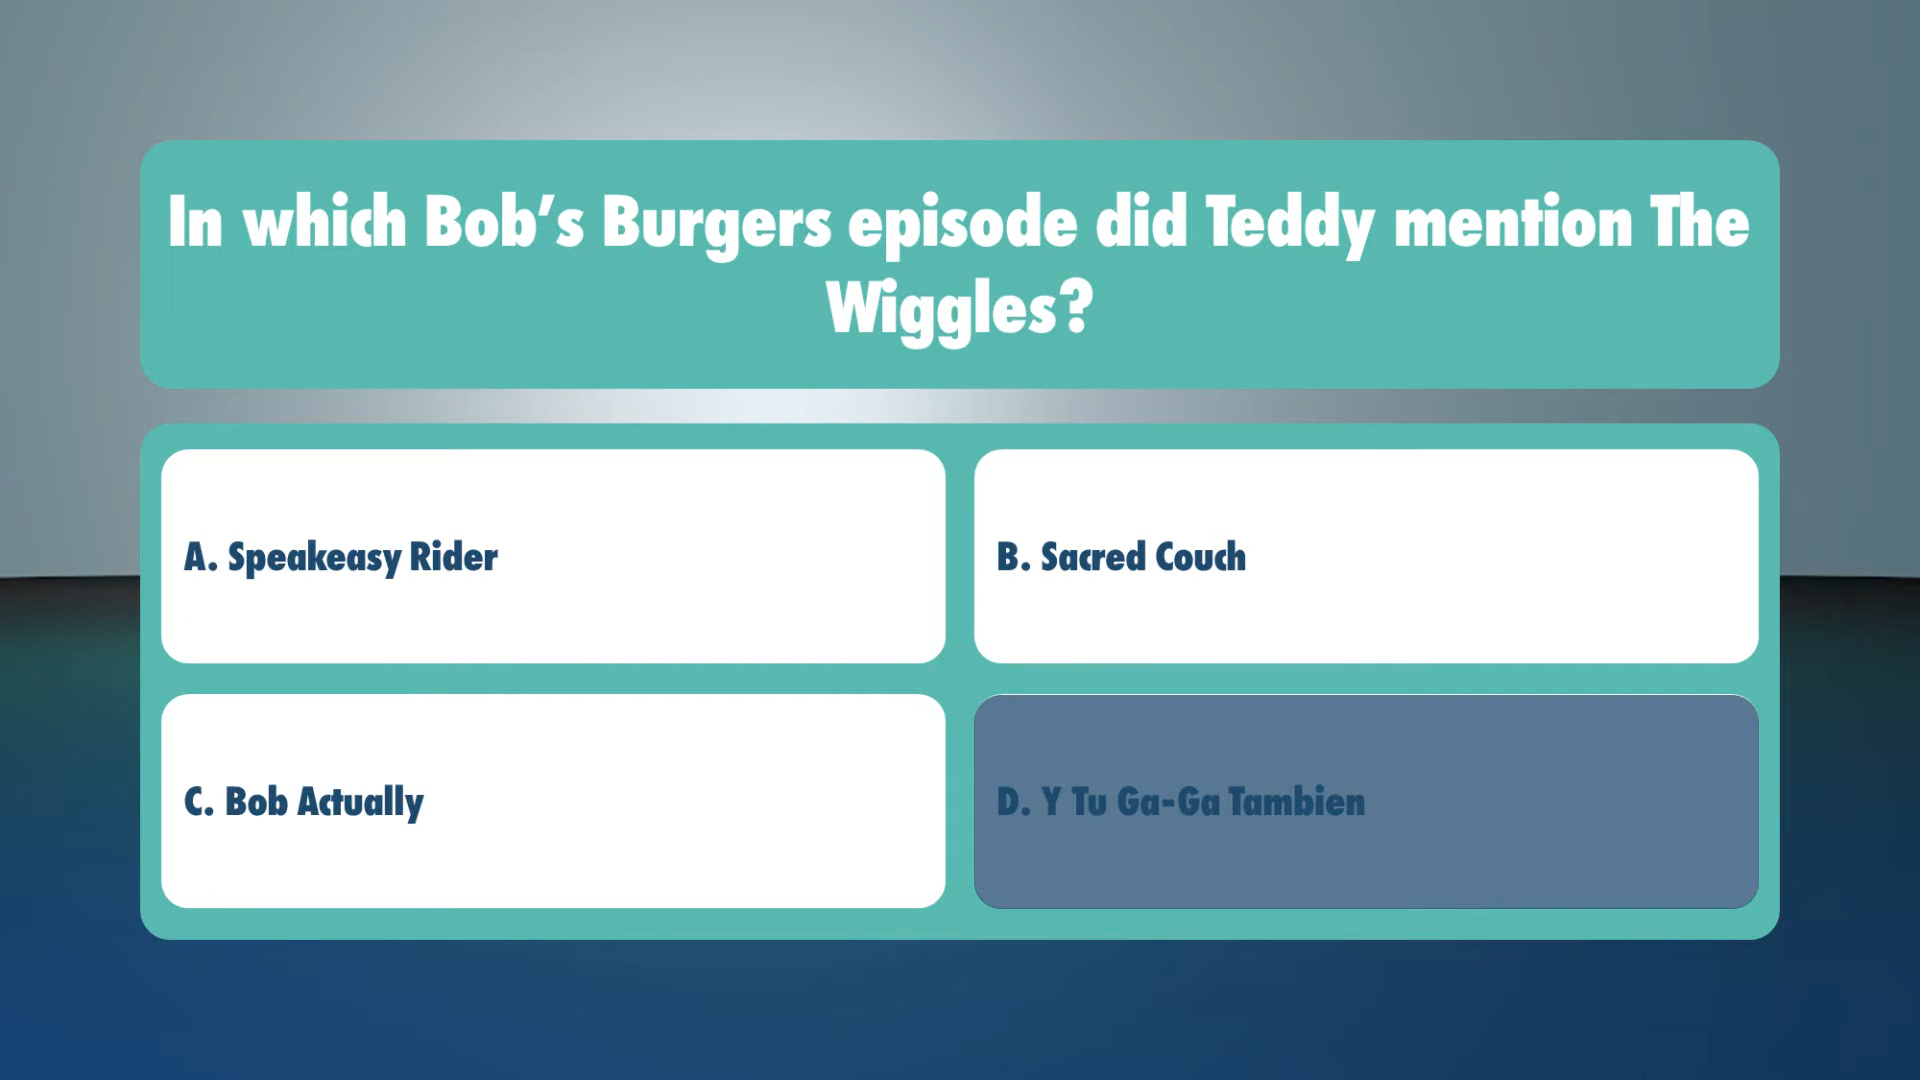 In which Bob’s Burgers episode did Teddy mention The
Wiggles?
A. Speakeasy Rider
B. Sacred Couch
C. Bob Actually
D. Y Tu Ga-Ga Tambien